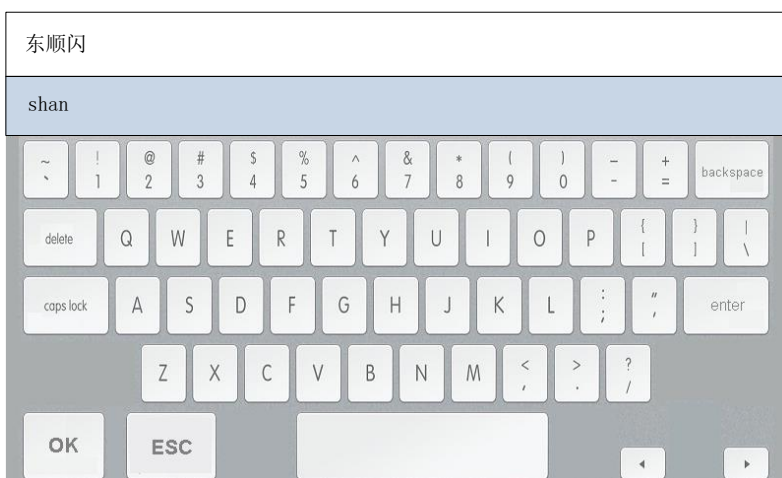 东顺闪
shan
~ ! @ # $ % ^ & * ( ) – +
` 1 2 3 4 5 6 7 8 9 0 - = backspace
delete Q W E R T Y U I O P { [ } ] | \
caps lock A S D F G H J K L : ; " ' enter
Z X C V B N M < , > . ? /
OK ESC